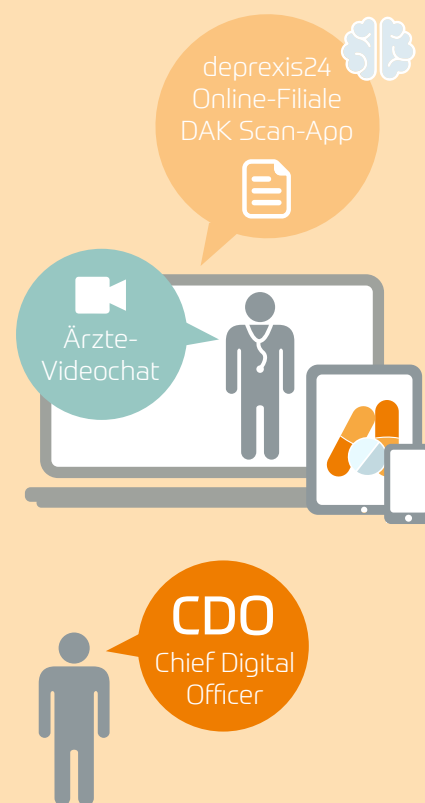 deprexis24
Online-Filiale
DAK Scan-App
Ärzte-
Videochat
CDO
Chief Digital
Officer